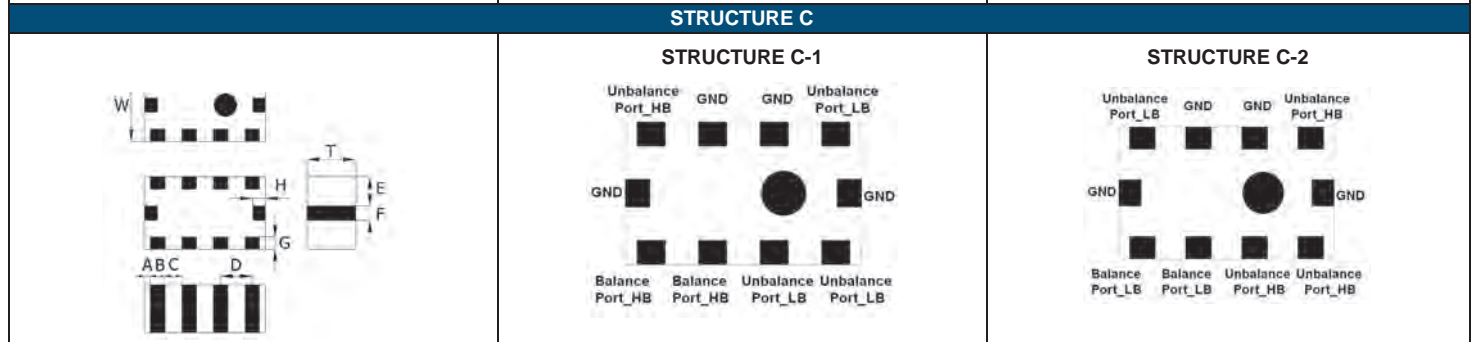 STRUCTURE C
W
T
H
E
F
G
A B C
D
STRUCTURE C-1
Unbalance
Port_HB
GND
GND
Unbalance
Port_LB
GND
GND
Balance
Port_HB
Balance
Port_HB
Unbalance
Port_LB
Unbalance
Port_LB
STRUCTURE C-2
Unbalance
Port_LB
GND
GND
Unbalance
Port_HB
GND
GND
Balance
Port_LB
Balance
Port_LB
Unbalance
Port_HB
Unbalance
Port_HB